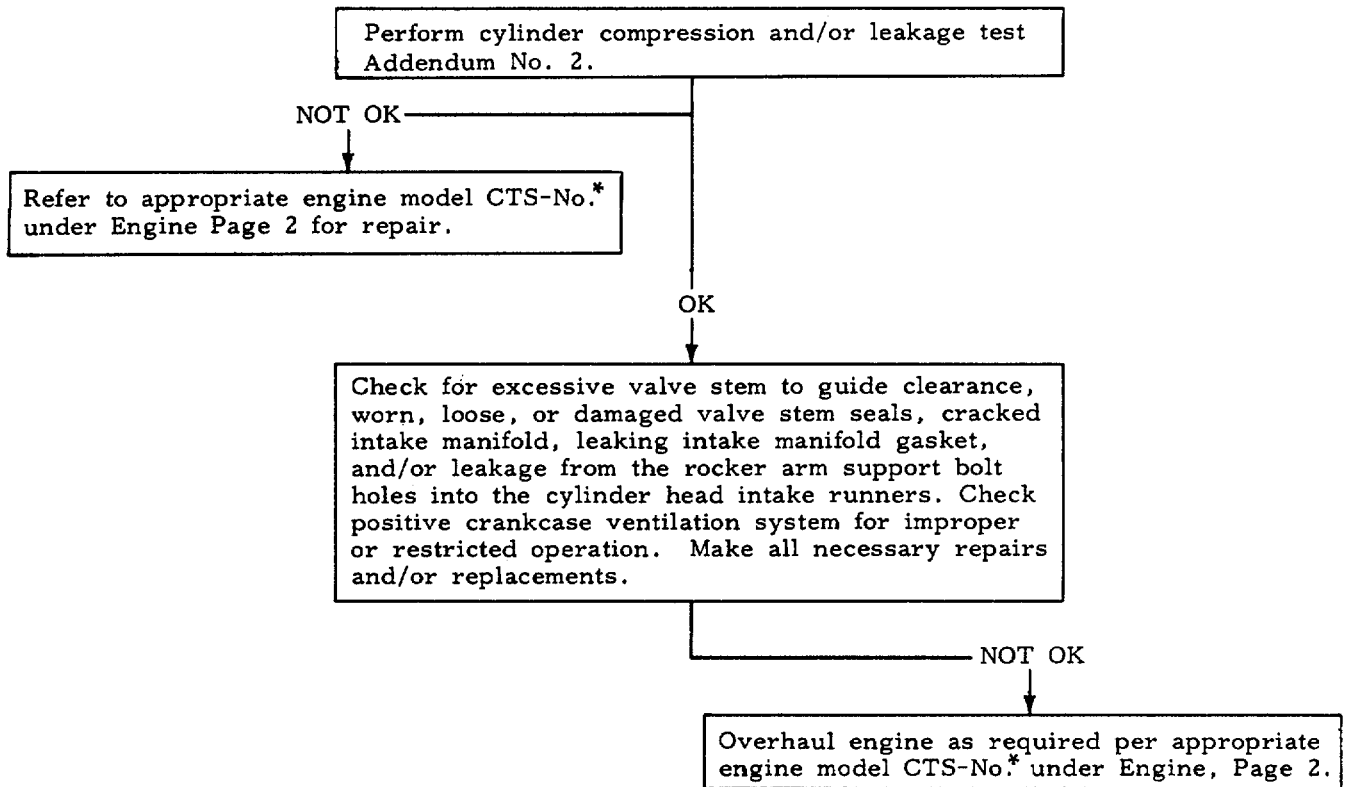 Perform cylinder compression and/or leakage test
Addendum No. 2.
NOT OK
Refer to appropriate engine model CTS-No.*
under Engine Page 2 for repair.
OK
Check for excessive valve stem to guide clearance,
worn, loose, or damaged valve stem seals, cracked
intake manifold, leaking intake manifold gasket,
and/or leakage from the rocker arm support bolt
holes into the cylinder head intake runners. Check
positive crankcase ventilation system for improper
or restricted operation. Make all necessary repairs
and/or replacements.
NOT OK
Overhaul engine as required per appropriate
engine model CTS-No.* under Engine, Page 2.